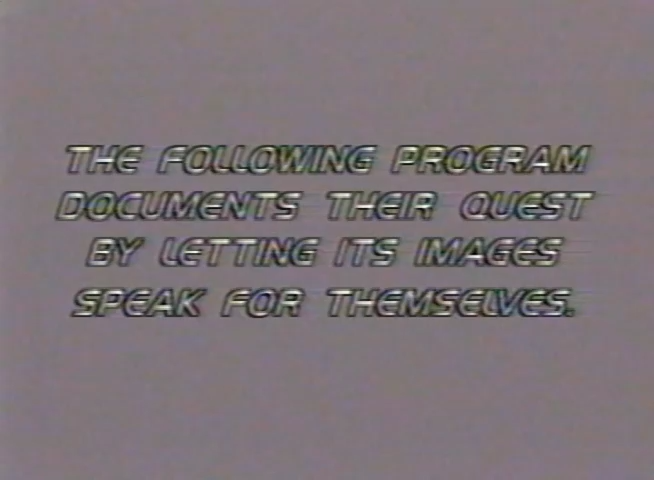 THE FOLLOWING PROGRAM
DOCUMENTS THEIR QUEST
BY LETTING ITS IMAGES
SPEAK FOR THEMSELVES.